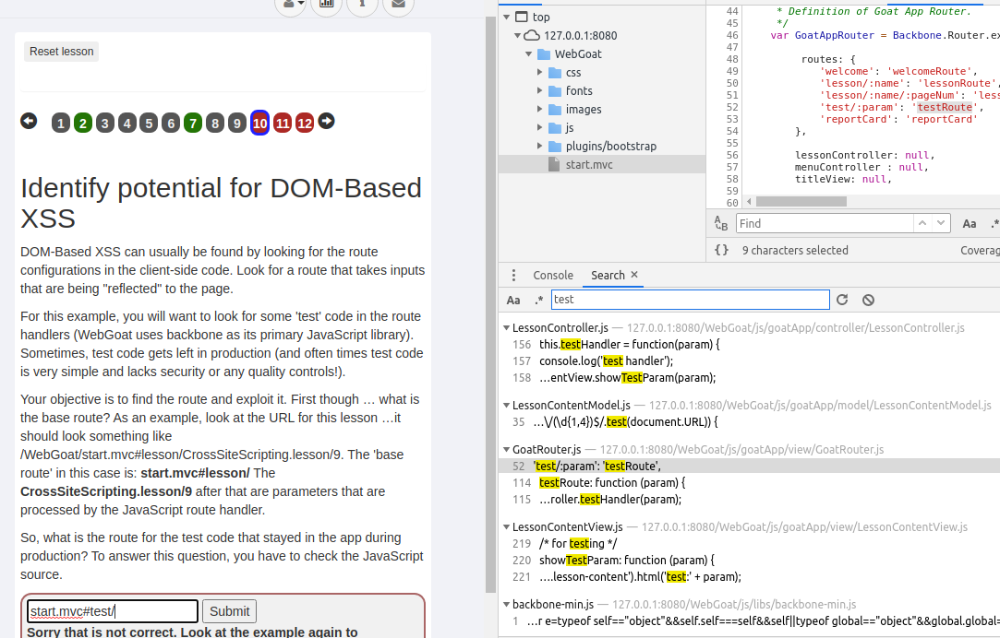 Reset lesson
1 2 3 4 5 6 7 8 9 10 11 12
Identify potential for DOM-Based
XSS
DOM-Based XSS can usually be found by looking for the route
configurations in the client-side code. Look for a route that takes inputs
that are being "reflected" to the page.
For this example, you will want to look for some 'test' code in the route
handlers (WebGoat uses backbone as its primary JavaScript library).
Sometimes, test code gets left in production (and often times test code
is very simple and lacks security or any quality controls!).
Your objective is to find the route and exploit it. First though … what is
the base route? As an example, look at the URL for this lesson …it
should look something like
/WebGoat/start.mvc#lesson/CrossSiteScripting.lesson/9. The 'base
route' in this case is: start.mvc#lesson/ The
CrossSiteScripting.lesson/9 after that are parameters that are
processed by the JavaScript route handler.
So, what is the route for the test code that stayed in the app during
production? To answer this question, you have to check the JavaScript
source.
start.mvc#test/ Submit
Sorry that is not correct. Look at the example again to
top
127.0.0.1:8080
WebGoat
css
fonts
images
js
plugins/bootstrap
start.mvc
44 * Definition of Goat App Router.
45 */
46 var GoatAppRouter = Backbone.Router.ex
47
48 routes: {
49 'welcome': 'welcomeRoute',
50 'lesson/:name': 'lessonRoute',
51 'lesson/:name/:pageNum': 'less
52 'test/:param': 'testRoute',
53 'reportCard': 'reportCard'
54 },
55
56 lessonController: null,
57 menuController : null,
58 titleView: null,
59
60
Find Aa .*
{} 9 characters selected Coverag
Console Search ×
Aa .* test
LessonController.js — 127.0.0.1:8080/WebGoat/js/goatApp/controller/LessonController.js
156 this.testHandler = function(param) {
157 console.log('test handler');
158 …entView.showTestParam(param);
LessonContentModel.js — 127.0.0.1:8080/WebGoat/js/goatApp/model/LessonContentModel.js
35 …\/(\d{1,4})$/.test(document.URL)) {
GoatRouter.js — 127.0.0.1:8080/WebGoat/js/goatApp/view/GoatRouter.js
52 'test/:param': 'testRoute',
114 testRoute: function (param) {
115 …roller.testHandler(param);
LessonContentView.js — 127.0.0.1:8080/WebGoat/js/goatApp/view/LessonContentView.js
219 /* for testing */
220 showTestParam: function (param) {
221 ….lesson-content').html('test:' + param);
backbone-min.js — 127.0.0.1:8080/WebGoat/js/libs/backbone-min.js
1 …r e=typeof self=="object"&&self.self===self&&self||typeof global=="object"&&global.global=